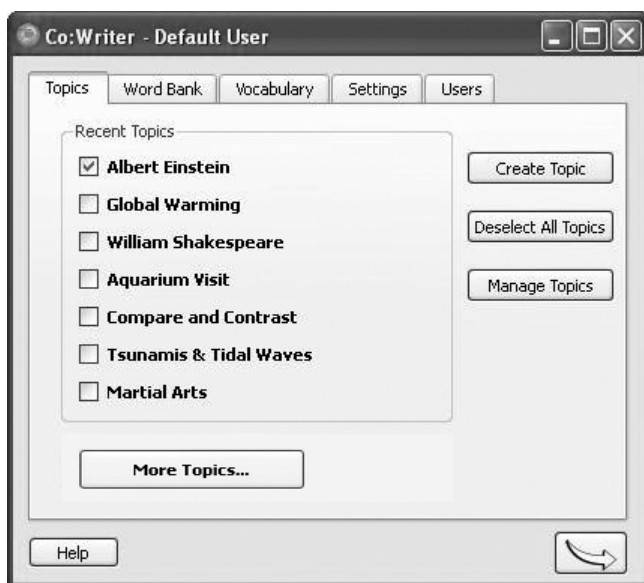 Co:Writer - Default User
Topics Word Bank Vocabulary Settings Users
Recent Topics
Albert Einstein
Global Warming
William Shakespeare
Aquarium Visit
Compare and Contrast
Tsunamis & Tidal Waves
Martial Arts
Create Topic
Deselect All Topics
Manage Topics
More Topics...
Help